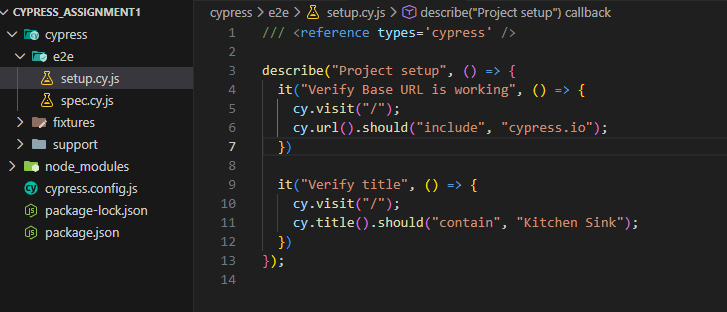 CYPRESS_ASSIGNMENT1
cypress
e2e
setup.cy.js
spec.cy.js
fixtures
support
node_modules
cypress.config.js
package-lock.json
package.json
cypress > e2e > setup.cy.js > describe("Project setup") callback
1 /// <reference types='cypress' />
2
3 describe("Project setup", () => {
4   it("Verify Base URL is working", () => {
5     cy.visit("/");
6     cy.url().should("include", "cypress.io");
7   })
8
9   it("Verify title", () => {
10     cy.visit("/");
11     cy.title().should("contain", "Kitchen Sink");
12   })
13 });
14